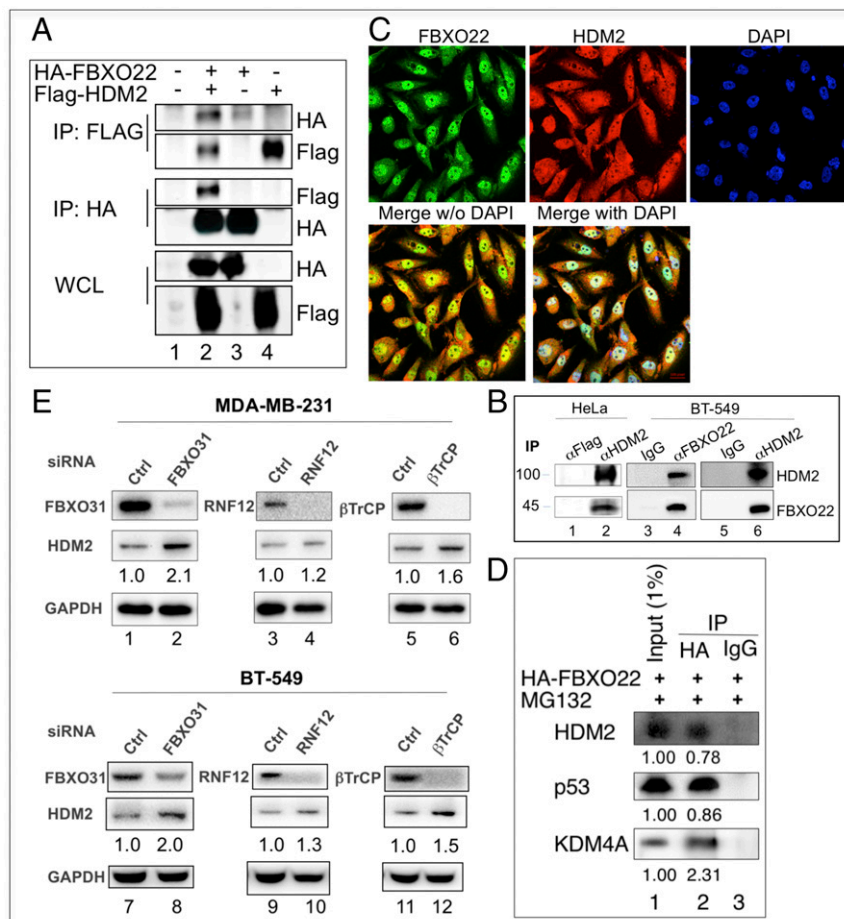 A
HA-FBXO22 - + + -
Flag-HDM2 - + - +
IP: FLAG
HA
Flag
IP: HA
Flag
HA
WCL
HA
Flag
1 2 3 4
C
FBXO22 HDM2 DAPI
Merge w/o DAPI Merge with DAPI
B
HeLa BT-549
IP αFlag αHDM2 IgG αFBXO22 IgG αHDM2
100 HDM2
45 FBXO22
1 2 3 4 5 6
E
MDA-MB-231
siRNA Ctrl FBXO31 Ctrl RNF12 Ctrl βTrCP
FBXO31 RNF12 βTrCP
HDM2
1.0 2.1 1.0 1.2 1.0 1.6
GAPDH
1 2 3 4 5 6
BT-549
siRNA Ctrl FBXO31 Ctrl RNF12 Ctrl βTrCP
FBXO31 RNF12 βTrCP
HDM2
1.0 2.0 1.0 1.3 1.0 1.5
GAPDH
7 8 9 10 11 12
D
Input (1%) IP
HA IgG
HA-FBXO22 + + +
MG132 + + +
HDM2
1.00 0.78
p53
1.00 0.86
KDM4A
1.00 2.31
1 2 3